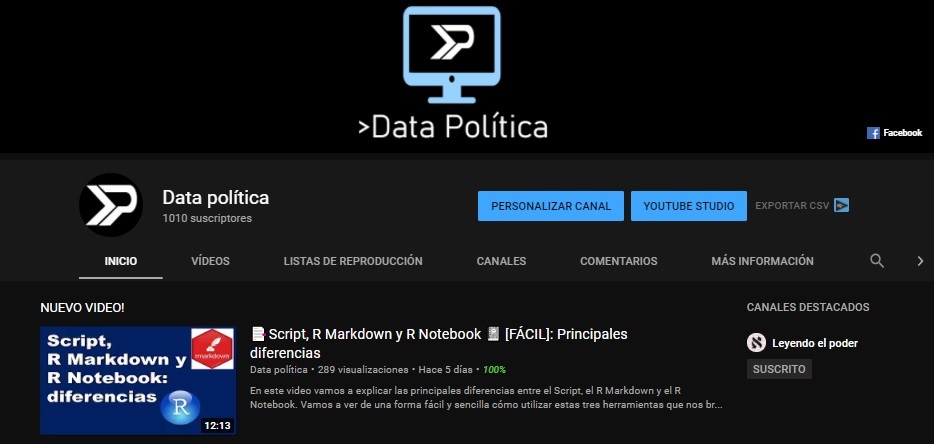 >Data Política
Facebook
Data política
1010 suscriptores
PERSONALIZAR CANAL
YOUTUBE STUDIO
EXPORTAR CSV
INICIO
VÍDEOS
LISTAS DE REPRODUCCIÓN
CANALES
COMENTARIOS
MÁS INFORMACIÓN
NUEVO VIDEO!
Script,
R Markdown y
R Notebook:
diferencias
rmarkdown
R
12:13
📑 Script, R Markdown y R Notebook 📓 [FÁCIL]: Principales
diferencias
Data política • 289 visualizaciones • Hace 5 días • 100%
En este video vamos a explicar las principales diferencias entre el Script, el R Markdown y el R
Notebook. Vamos a ver de una forma fácil y sencilla cómo utilizar estas tres herramientas que nos br...
CANALES DESTACADOS
Leyendo el poder
SUSCRITO